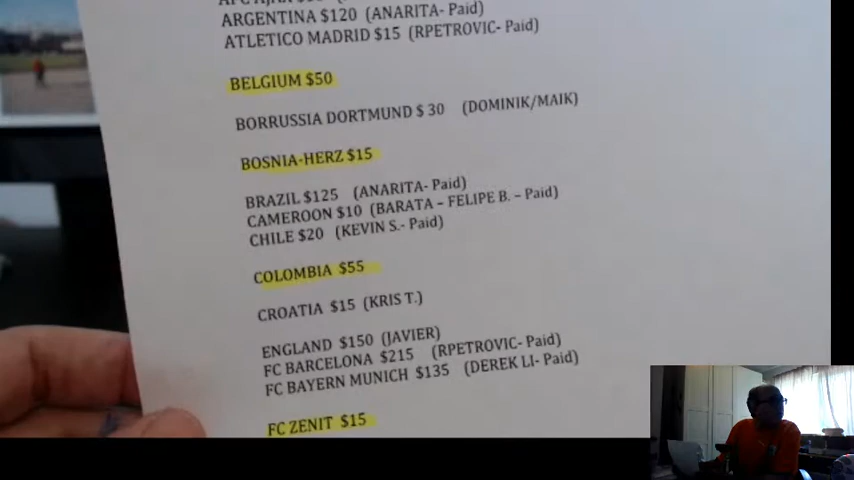 ARGENTINA $120 (ANARITA- Paid)
ATLETICO MADRID $15 (RPETROVIC- Paid)
BELGIUM $50
BORRUSSIA DORTMUND $ 30 (DOMINIK/MAIK)
BOSNIA-HERZ $15
BRAZIL $125 (ANARITA- Paid)
CAMEROON $10 (BARATA – FELIPE B. – Paid)
CHILE $20 (KEVIN S.- Paid)
COLOMBIA $55
CROATIA $15 (KRIS T.)
ENGLAND $150 (JAVIER)
FC BARCELONA $215 (RPETROVIC- Paid)
FC BAYERN MUNICH $135 (DEREK LI- Paid)
FC ZENIT $15